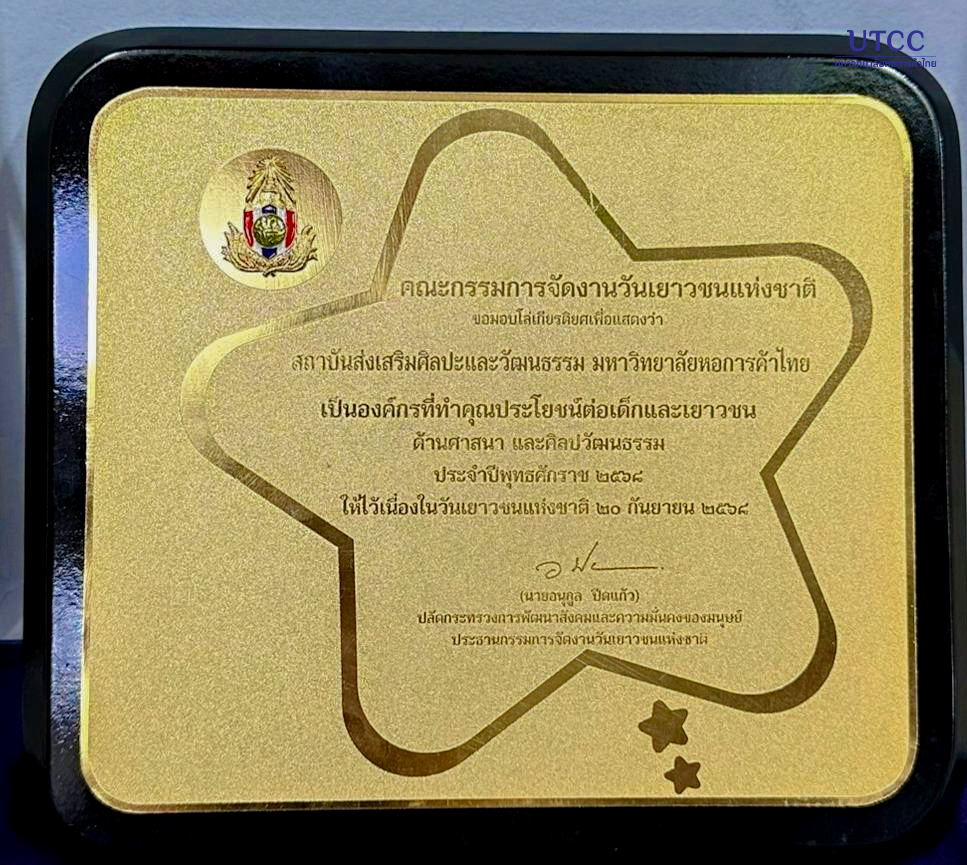 UTCC
คณะกรรมการจัดงานวันเยาวชนแห่งชาติ
ขอมอบโล่เกียรติยศเพื่อแสดงว่า
สถาบันส่งเสริมศิลปะและวัฒนธรรม มหาวิทยาลัยหอการค้าไทย
เป็นองค์กรที่ทำคุณประโยชน์ต่อเด็กและเยาวชน
ด้านศาสนา และศิลปวัฒนธรรม
ประจำปีพุทธศักราช ๒๕๖๘
ให้ไว้เนื่องในวันเยาวชนแห่งชาติ ๒๐ กันยายน ๒๕๖๘
(นายอนุกูล ปีดแก้ว)
ปลัดกระทรวงการพัฒนาสังคมและความมั่นคงของมนุษย์
ประธานกรรมการจัดงานวันเยาวชนแห่งชาติ